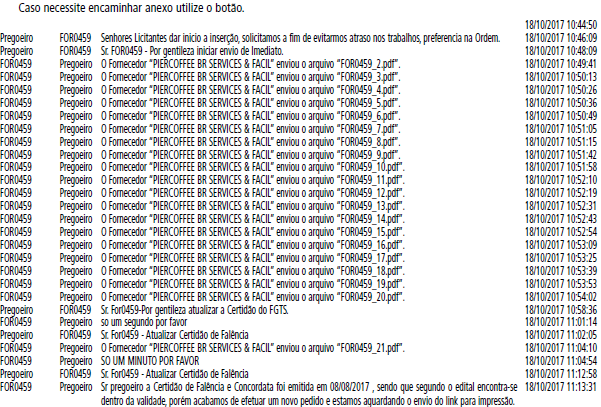 Caso necessite encaminhar anexo utilize o botão.
18/10/2017 10:44:50
Pregoeiro FOR0459 Senhores Licitantes dar inicio a inserção, solicitamos a fim de evitarmos atraso nos trabalhos, preferencia na Ordem. 18/10/2017 10:46:09
Pregoeiro FOR0459 Sr. FOR0459 - Por gentileza iniciar envio de Imediato. 18/10/2017 10:48:09
FOR0459 Pregoeiro O Fornecedor "PIERCOFFEE BR SERVICES & FACIL" enviou o arquivo "FOR0459_2.pdf". 18/10/2017 10:49:41
FOR0459 Pregoeiro O Fornecedor "PIERCOFFEE BR SERVICES & FACIL" enviou o arquivo "FOR0459_3.pdf". 18/10/2017 10:50:13
FOR0459 Pregoeiro O Fornecedor "PIERCOFFEE BR SERVICES & FACIL" enviou o arquivo "FOR0459_4.pdf". 18/10/2017 10:50:26
FOR0459 Pregoeiro O Fornecedor "PIERCOFFEE BR SERVICES & FACIL" enviou o arquivo "FOR0459_5.pdf". 18/10/2017 10:50:36
FOR0459 Pregoeiro O Fornecedor "PIERCOFFEE BR SERVICES & FACIL" enviou o arquivo "FOR0459_6.pdf". 18/10/2017 10:50:49
FOR0459 Pregoeiro O Fornecedor "PIERCOFFEE BR SERVICES & FACIL" enviou o arquivo "FOR0459_7.pdf". 18/10/2017 10:51:05
FOR0459 Pregoeiro O Fornecedor "PIERCOFFEE BR SERVICES & FACIL" enviou o arquivo "FOR0459_8.pdf". 18/10/2017 10:51:15
FOR0459 Pregoeiro O Fornecedor "PIERCOFFEE BR SERVICES & FACIL" enviou o arquivo "FOR0459_9.pdf". 18/10/2017 10:51:42
FOR0459 Pregoeiro O Fornecedor "PIERCOFFEE BR SERVICES & FACIL" enviou o arquivo "FOR0459_10.pdf". 18/10/2017 10:51:58
FOR0459 Pregoeiro O Fornecedor "PIERCOFFEE BR SERVICES & FACIL" enviou o arquivo "FOR0459_11.pdf". 18/10/2017 10:52:10
FOR0459 Pregoeiro O Fornecedor "PIERCOFFEE BR SERVICES & FACIL" enviou o arquivo "FOR0459_12.pdf". 18/10/2017 10:52:19
FOR0459 Pregoeiro O Fornecedor "PIERCOFFEE BR SERVICES & FACIL" enviou o arquivo "FOR0459_13.pdf". 18/10/2017 10:52:31
FOR0459 Pregoeiro O Fornecedor "PIERCOFFEE BR SERVICES & FACIL" enviou o arquivo "FOR0459_14.pdf". 18/10/2017 10:52:43
FOR0459 Pregoeiro O Fornecedor "PIERCOFFEE BR SERVICES & FACIL" enviou o arquivo "FOR0459_15.pdf". 18/10/2017 10:52:54
FOR0459 Pregoeiro O Fornecedor "PIERCOFFEE BR SERVICES & FACIL" enviou o arquivo "FOR0459_16.pdf". 18/10/2017 10:53:09
FOR0459 Pregoeiro O Fornecedor "PIERCOFFEE BR SERVICES & FACIL" enviou o arquivo "FOR0459_17.pdf". 18/10/2017 10:53:25
FOR0459 Pregoeiro O Fornecedor "PIERCOFFEE BR SERVICES & FACIL" enviou o arquivo "FOR0459_18.pdf". 18/10/2017 10:53:39
FOR0459 Pregoeiro O Fornecedor "PIERCOFFEE BR SERVICES & FACIL" enviou o arquivo "FOR0459_19.pdf". 18/10/2017 10:53:53
FOR0459 Pregoeiro O Fornecedor "PIERCOFFEE BR SERVICES & FACIL" enviou o arquivo "FOR0459_20.pdf". 18/10/2017 10:54:02
Pregoeiro FOR0459 Sr. For0459-Por gentileza atualizar a Certidão do FGTS. 18/10/2017 10:58:36
FOR0459 Pregoeiro so um segundo por favor 18/10/2017 11:01:14
Pregoeiro FOR0459 Sr. For0459 - Atualizar Certidão de Falência 18/10/2017 11:02:05
FOR0459 Pregoeiro O Fornecedor "PIERCOFFEE BR SERVICES & FACIL" enviou o arquivo "FOR0459_21.pdf". 18/10/2017 11:04:10
FOR0459 Pregoeiro SO UM MINUTO POR FAVOR 18/10/2017 11:04:54
Pregoeiro FOR0459 Sr. For0459 - Atualizar Certidão de Falência 18/10/2017 11:12:58
FOR0459 Pregoeiro Sr pregoeiro a Certidão de Falência e Concordata foi emitida em 08/08/2017 , sendo que segundo o edital encontra-se 18/10/2017 11:13:31
dentro da validade, porém acabamos de efetuar um novo pedido e estamos aguardando o envio do link para impressão.